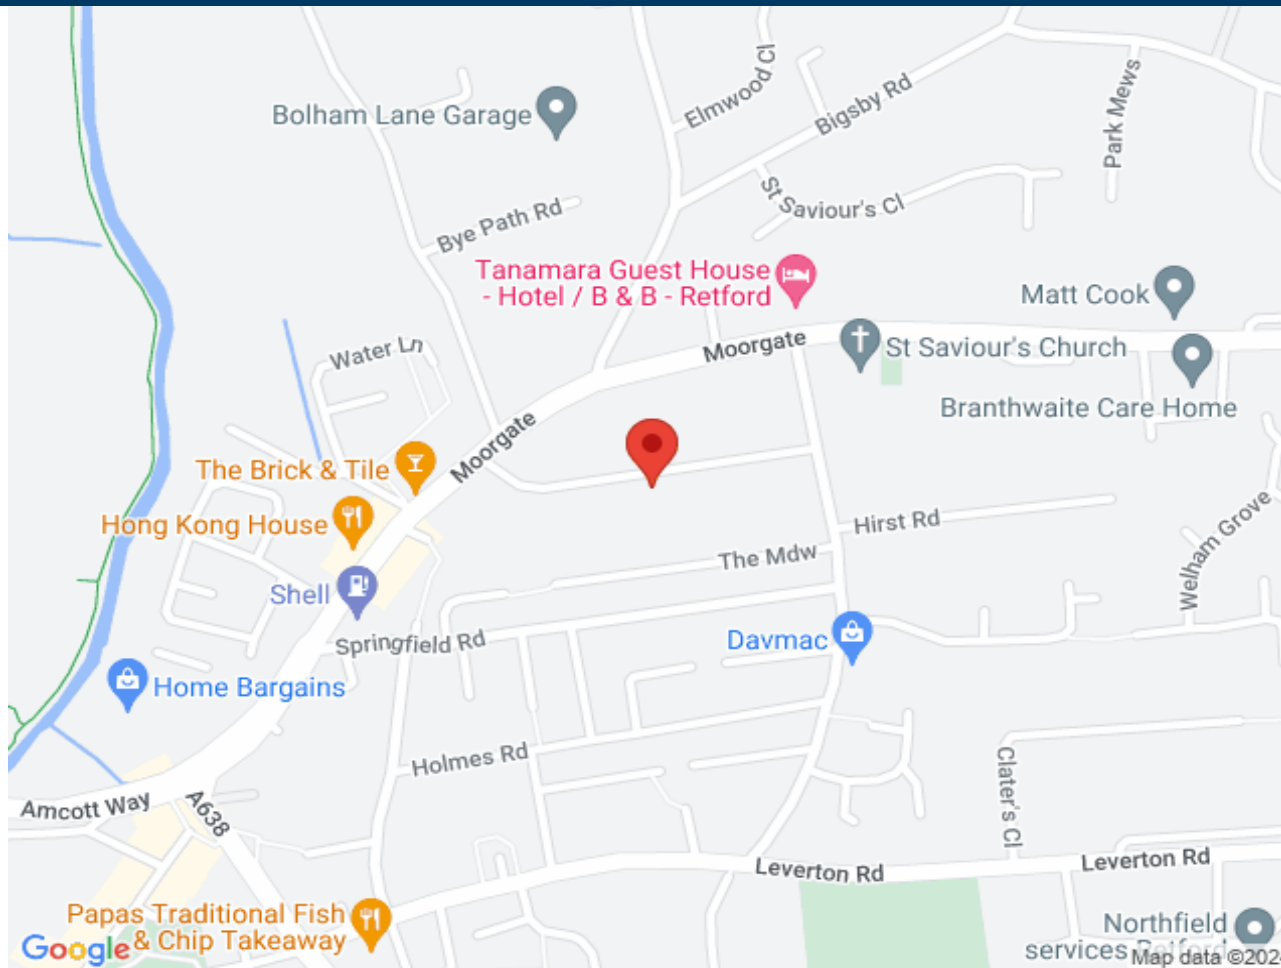 Elmwood Cl
Bigsby Rd
Park Mews
Bolham Lane Garage
St Saviour's Cl
Bye Path Rd
Tanamara Guest House
- Hotel / B & B - Retford
Matt Cook
Water Ln
Moorgate
St Saviour's Church
Branthwaite Care Home
Moorgate
The Brick & Tile
Hong Kong House
Hirst Rd
Welham Grove
The Mdw
Shell
Springfield Rd
Davmac
Home Bargains
Holmes Rd
Clater's Cl
Amcott Way
A638
Leverton Rd
Leverton Rd
Papas Traditional Fish
& Chip Takeaway
Northfield
services Retford
Google
Map data ©202